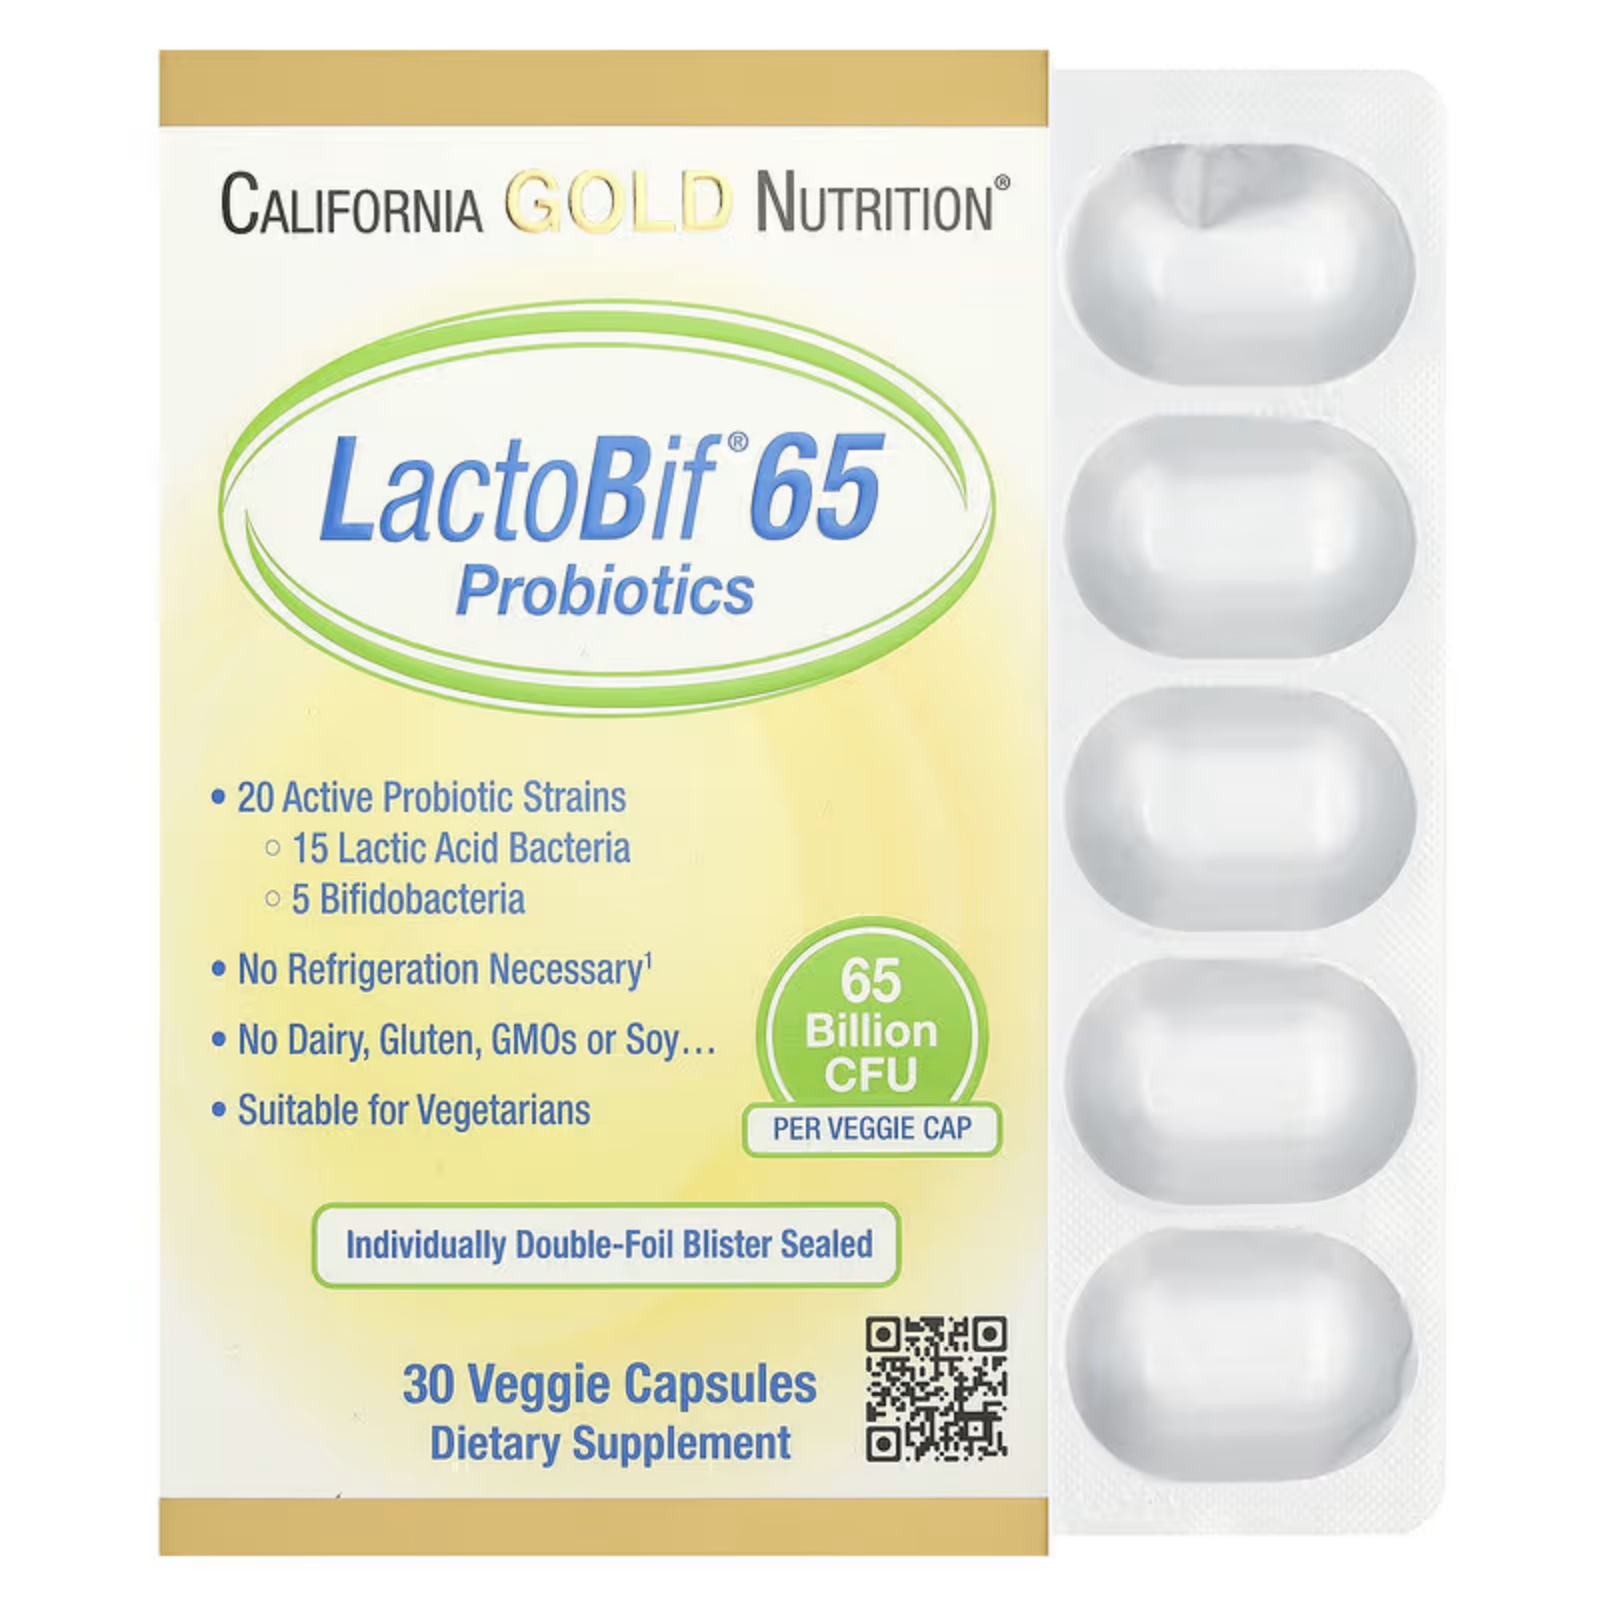 CALIFORNIA GOLD NUTRITION®
LactoBif® 65
Probiotics
• 20 Active Probiotic Strains
○ 15 Lactic Acid Bacteria
○ 5 Bifidobacteria
• No Refrigeration Necessary¹
• No Dairy, Gluten, GMOs or Soy...
• Suitable for Vegetarians
65
Billion
CFU
PER VEGGIE CAP
Individually Double-Foil Blister Sealed
30 Veggie Capsules
Dietary Supplement